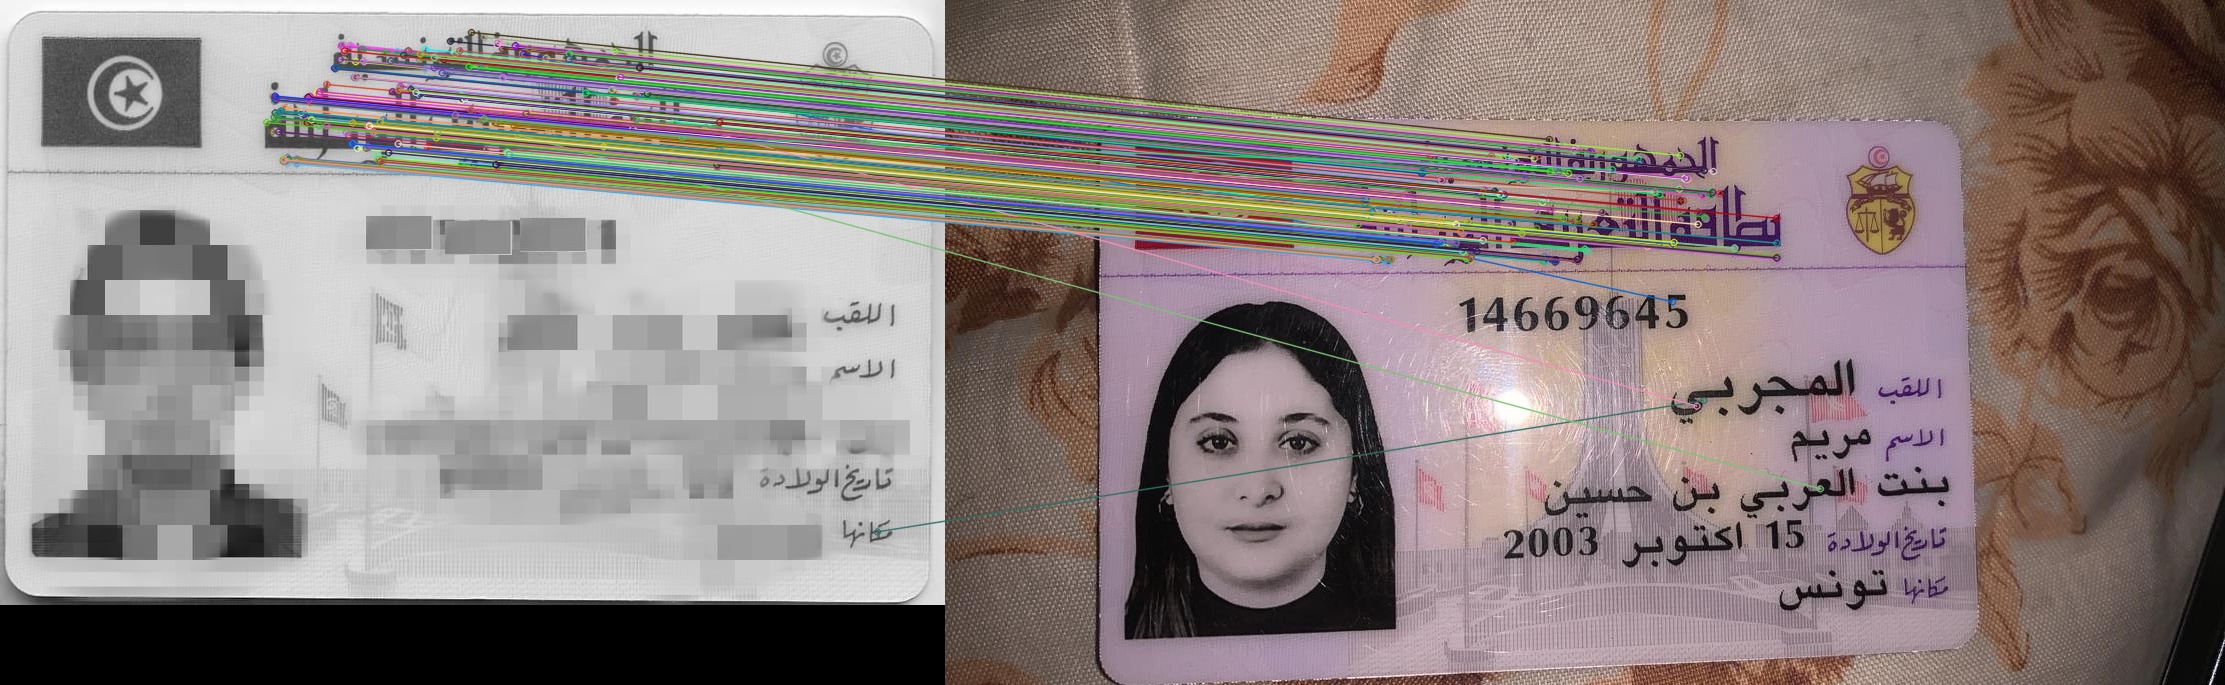 اللقب
الاسم
تاريخ الولادة
مكانها
الجمهورية التونسية
بطاقة التعريف الوطنية
14669645
اللقب المجربي
الاسم مريم
بنت العربي بن حسين
تاريخ الولادة 15 اكتوبر 2003
مكانها تونس